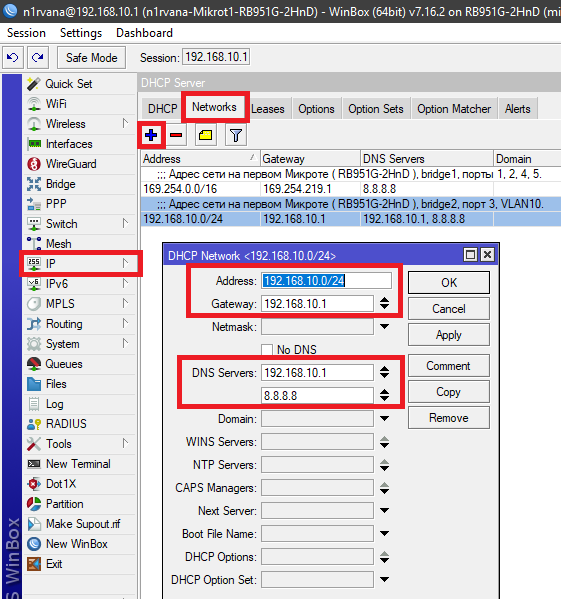 n1rvana@192.168.10.1 (n1rvana-Mikrot1-RB951G-2HnD) - WinBox (64bit) v7.16.2 on RB951G-2HnD (mi
Session Settings Dashboard
Safe Mode Session: 192.168.10.1
DHCP Server
DHCP Networks Leases Options Option Sets Option Matcher Alerts
Address Gateway DNS Servers Domain
;;; Адрес сети на первом Микроте ( RB951G-2HnD ), bridge1, порты 1, 2, 4, 5.
169.254.0.0/16 169.254.219.1 8.8.8.8
;;; Адрес сети на первом Микроте ( RB951G-2HnD ), bridge2, порт 3, VLAN10.
192.168.10.0/24 192.168.10.1 192.168.10.1, 8.8.8.8
Quick Set
WiFi
Wireless
Interfaces
WireGuard
Bridge
PPP
Switch
Mesh
IP
IPv6
MPLS
Routing
System
Queues
Files
Log
RADIUS
Tools
New Terminal
Dot1X
Partition
Make Supout.rif
New WinBox
Exit
S WinBox
DHCP Network <192.168.10.0/24>
Address: 192.168.10.0/24
Gateway: 192.168.10.1
Netmask:
No DNS
DNS Servers: 192.168.10.1
8.8.8.8
Domain:
WINS Servers:
NTP Servers:
CAPS Managers:
Next Server:
Boot File Name:
DHCP Options:
DHCP Option Set:
OK
Cancel
Apply
Comment
Copy
Remove